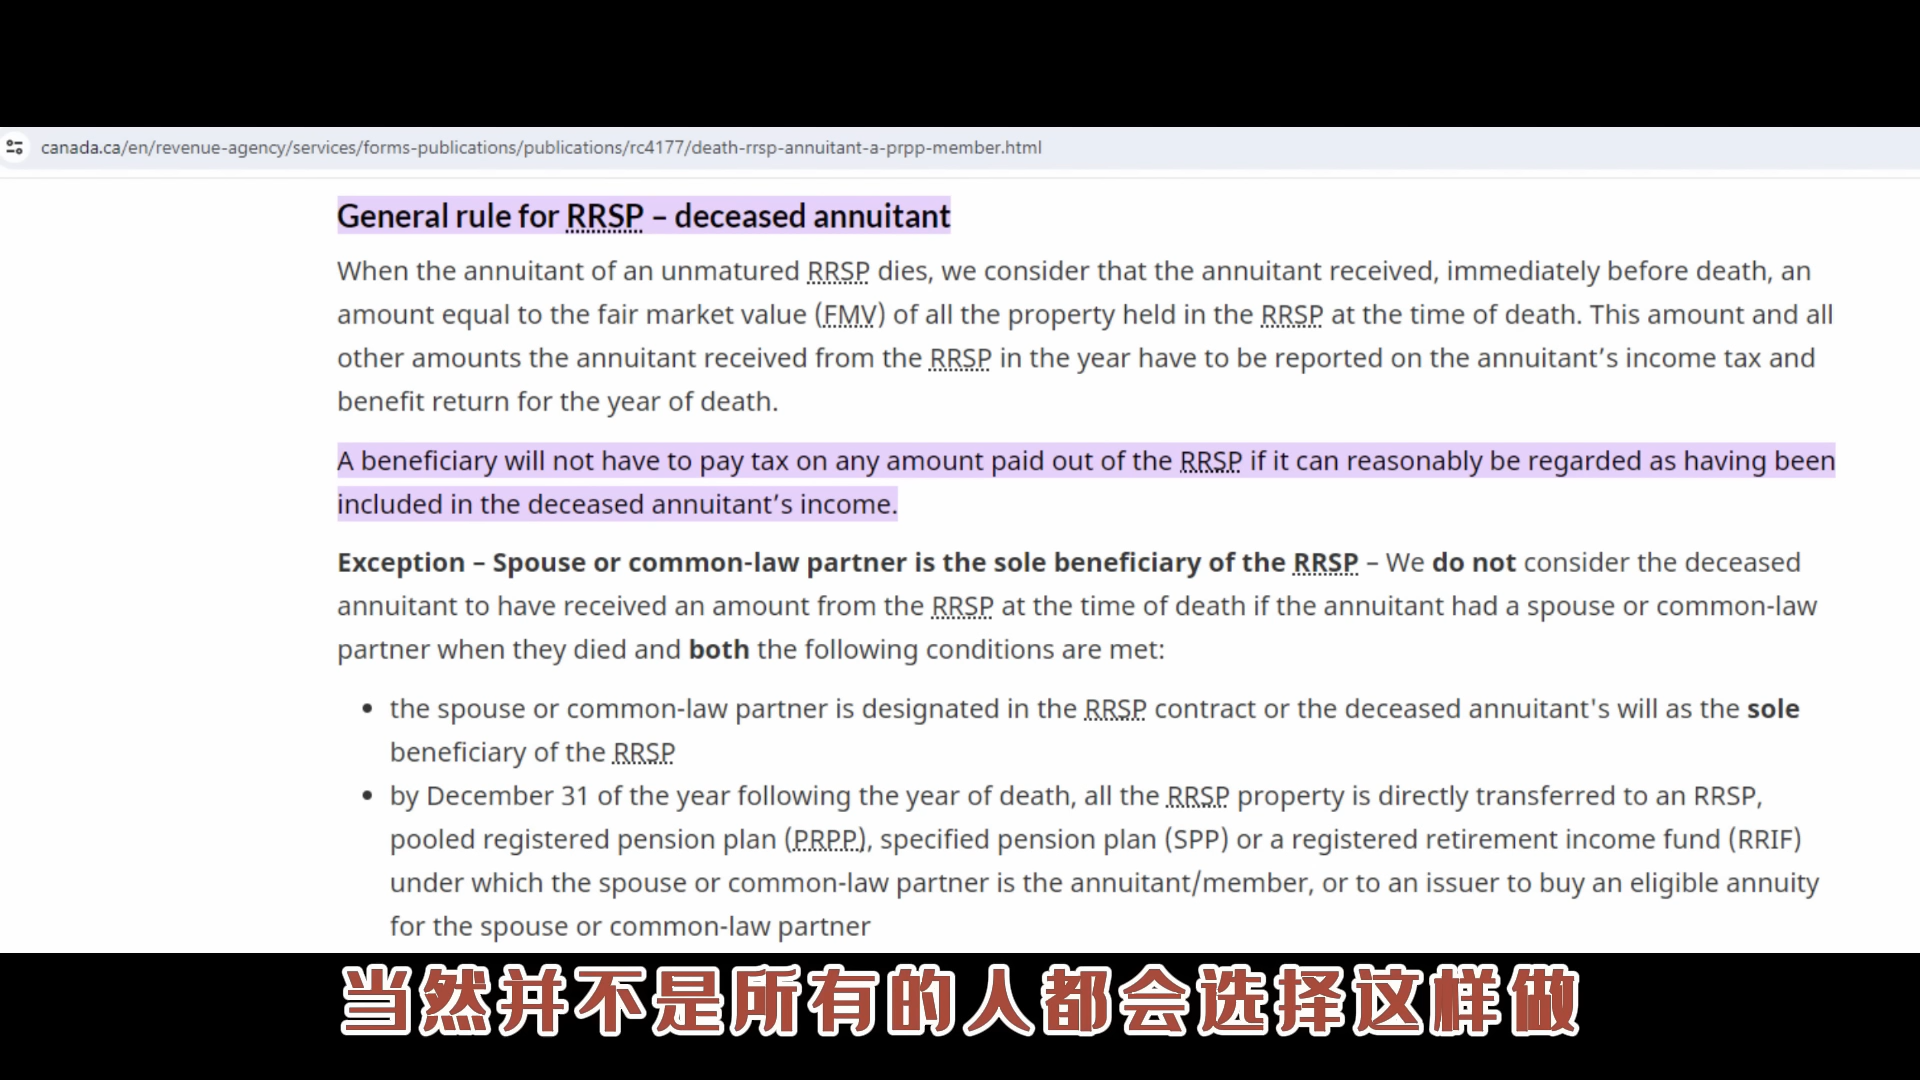 canada.ca/en/revenue-agency/services/forms-publications/publications/rc4177/death-rrsp-annuitant-a-prpp-member.html
General rule for RRSP – deceased annuitant
When the annuitant of an unmatured RRSP dies, we consider that the annuitant received, immediately before death, an
amount equal to the fair market value (FMV) of all the property held in the RRSP at the time of death. This amount and all
other amounts the annuitant received from the RRSP in the year have to be reported on the annuitant’s income tax and
benefit return for the year of death.
A beneficiary will not have to pay tax on any amount paid out of the RRSP if it can reasonably be regarded as having been
included in the deceased annuitant’s income.
Exception – Spouse or common-law partner is the sole beneficiary of the RRSP – We do not consider the deceased
annuitant to have received an amount from the RRSP at the time of death if the annuitant had a spouse or common-law
partner when they died and both the following conditions are met:
• the spouse or common-law partner is designated in the RRSP contract or the deceased annuitant's will as the sole
beneficiary of the RRSP
• by December 31 of the year following the year of death, all the RRSP property is directly transferred to an RRSP,
pooled registered pension plan (PRPP), specified pension plan (SPP) or a registered retirement income fund (RRIF)
under which the spouse or common-law partner is the annuitant/member, or to an issuer to buy an eligible annuity
for the spouse or common-law partner
当然并不是所有的人都会选择这样做